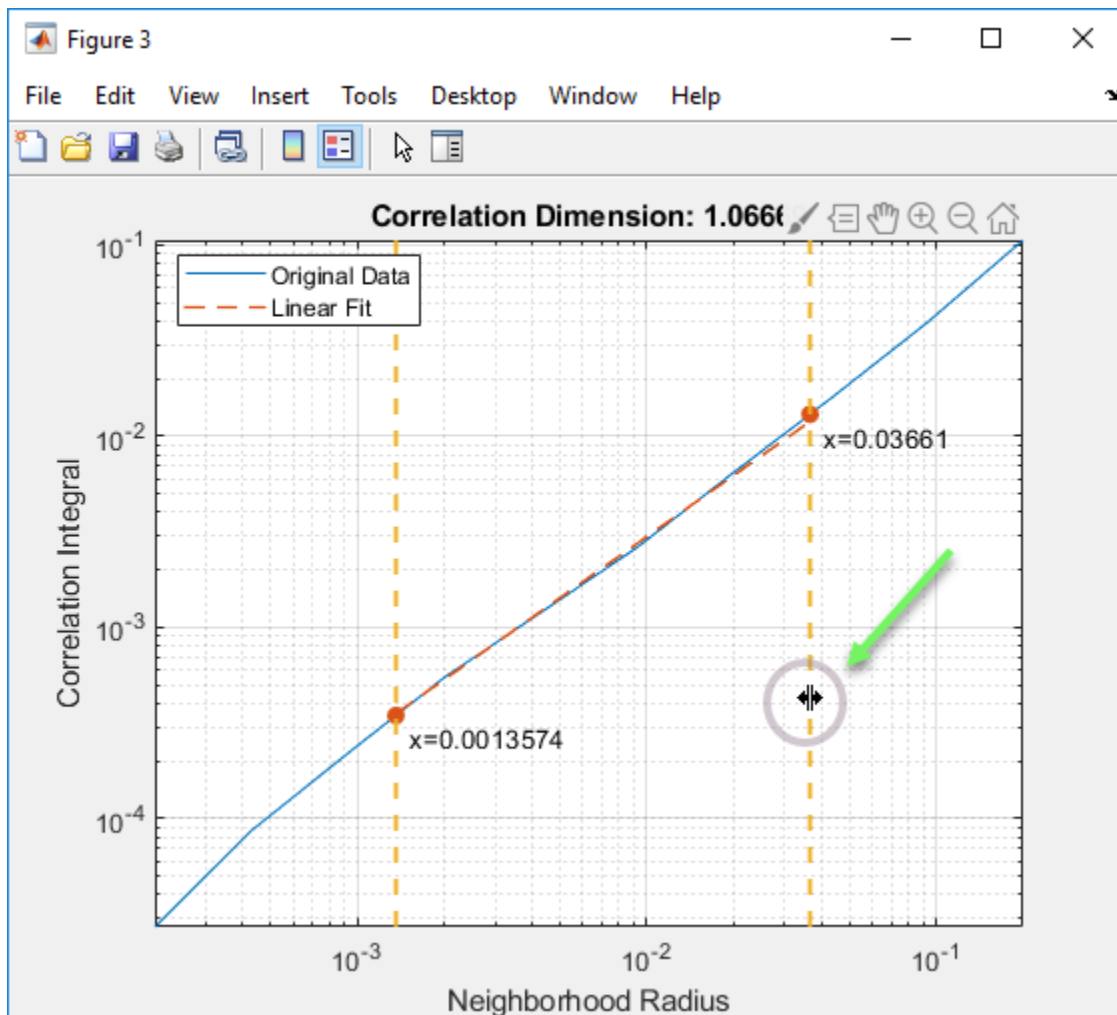 Figure 3
File Edit View Insert Tools Desktop Window Help
Correlation Dimension: 1.066
Original Data
Linear Fit
10-1
10-2
10-3
10-4
x=0.03661
x=0.0013574
Correlation Integral
10-3 10-2 10-1
Neighborhood Radius